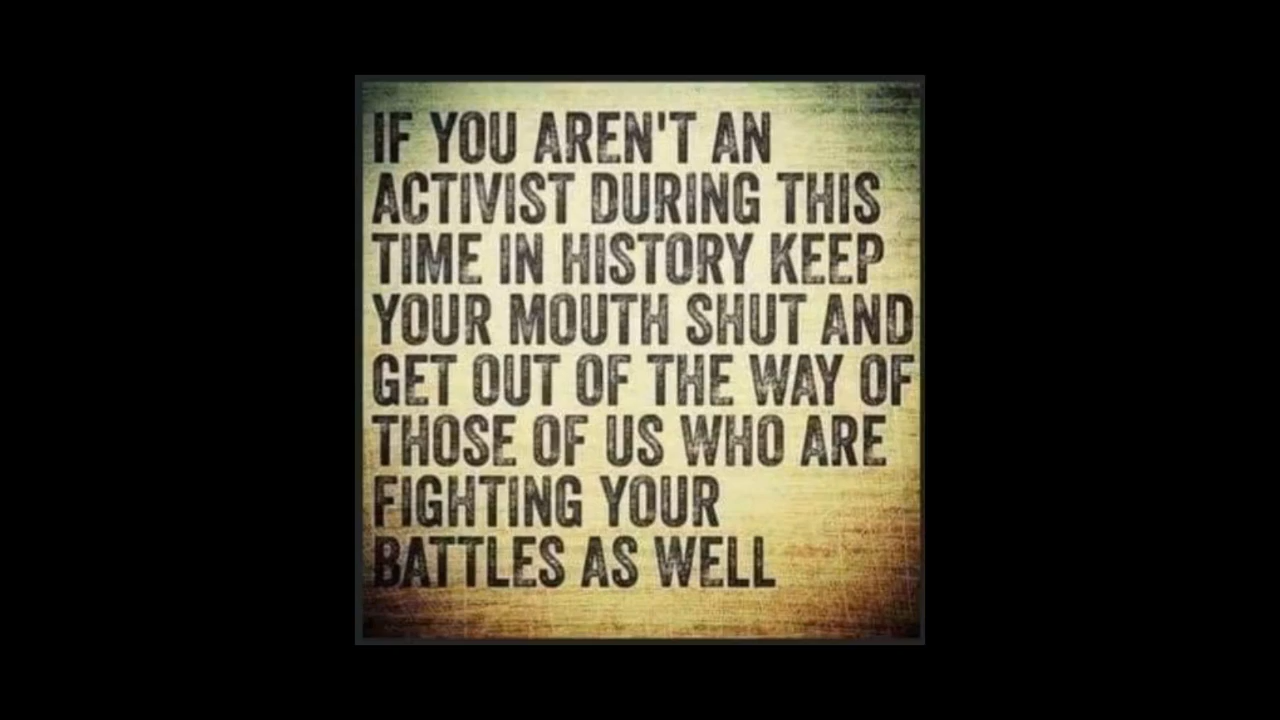 IF YOU AREN'T AN
ACTIVIST DURING THIS
TIME IN HISTORY KEEP
YOUR MOUTH SHUT AND
GET OUT OF THE WAY OF
THOSE OF US WHO ARE
FIGHTING YOUR
BATTLES AS WELL